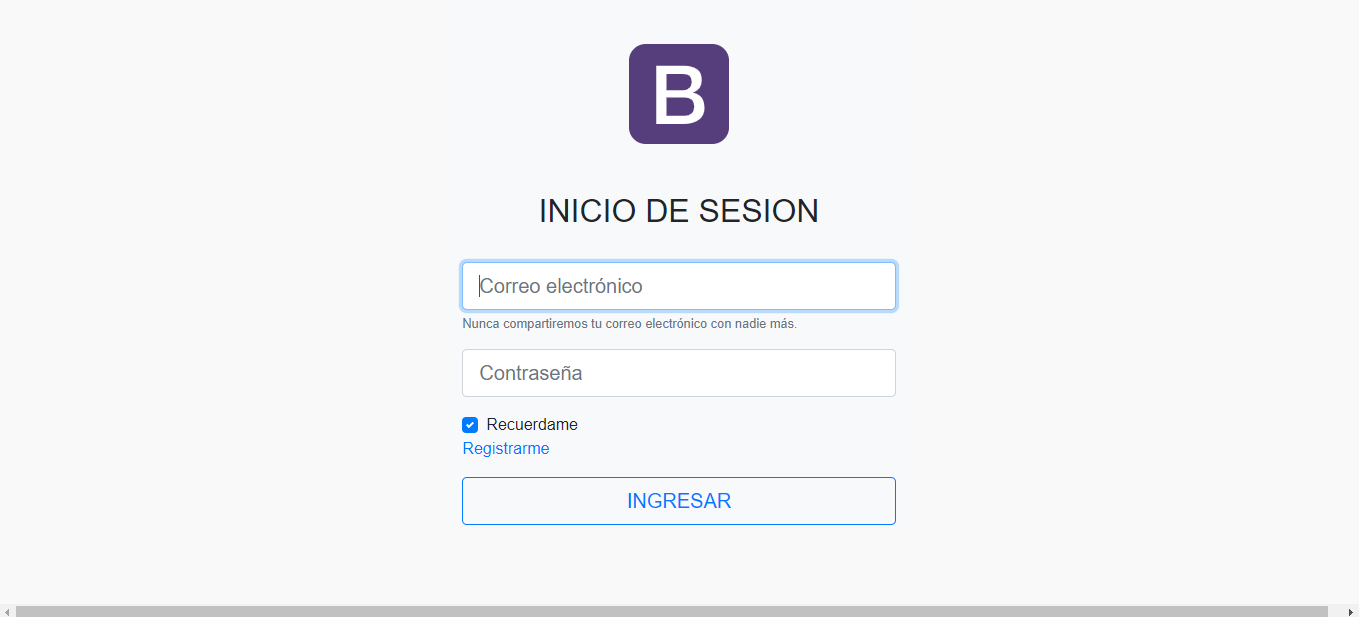 B
INICIO DE SESION
Correo electrónico
Nunca compartiremos tu correo electrónico con nadie más.
Contraseña
Recuerdame
Registrarme
INGRESAR